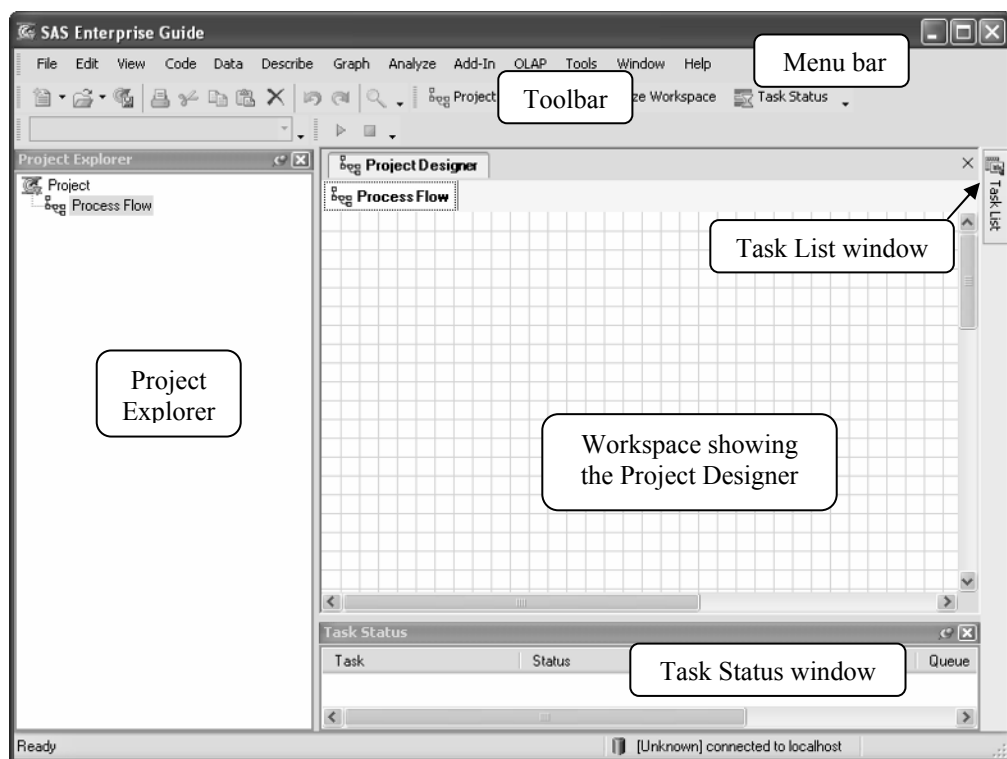 SAS Enterprise Guide
File Edit View Code Data Describe Graph Analyze Add-In OLAP Tools Window Help
Menu bar
Project
Toolbar
ze Workspace
Task Status
Project Explorer
Project Designer
Project
Process Flow
Process Flow
Task List
Task List window
Project
Explorer
Workspace showing
the Project Designer
Task Status
Task Status Queue
Task Status window
Ready
[Unknown] connected to localhost